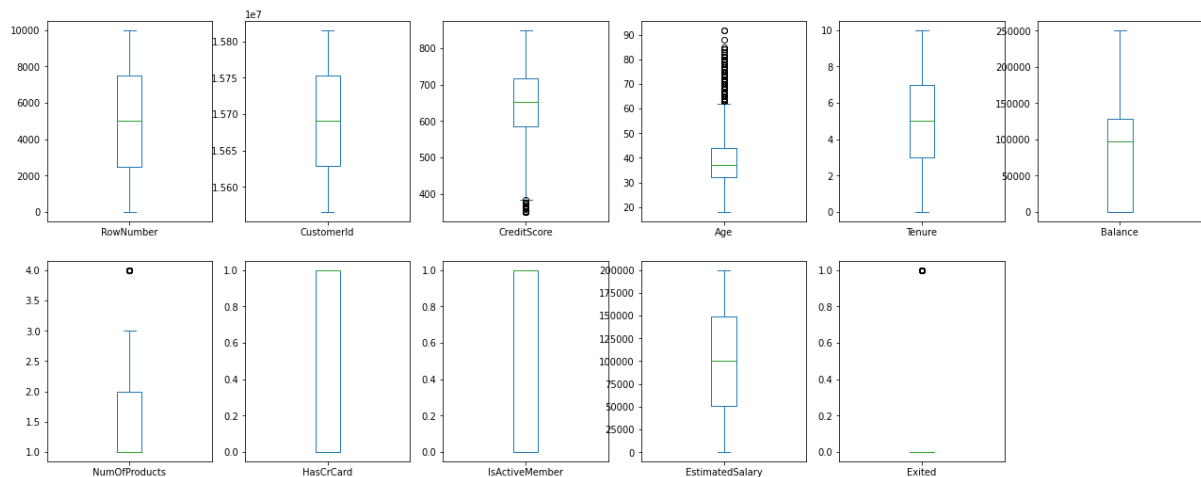 1e7
10000 8000 6000 4000 2000 0
1.580 1.575 1.570 1.565 1.560
800 700 600 500 400
90 80 70 60 50 40 30 20
10 8 6 4 2 0
250000 200000 150000 100000 50000 0
RowNumber CustomerId CreditScore Age Tenure Balance
4.0 3.5 3.0 2.5 2.0 1.5 1.0
1.0 0.8 0.6 0.4 0.2 0.0
1.0 0.8 0.6 0.4 0.2 0.0
200000 175000 150000 125000 100000 75000 50000 25000 0
1.0 0.8 0.6 0.4 0.2 0.0
NumOfProducts HasCrCard IsActiveMember EstimatedSalary Exited